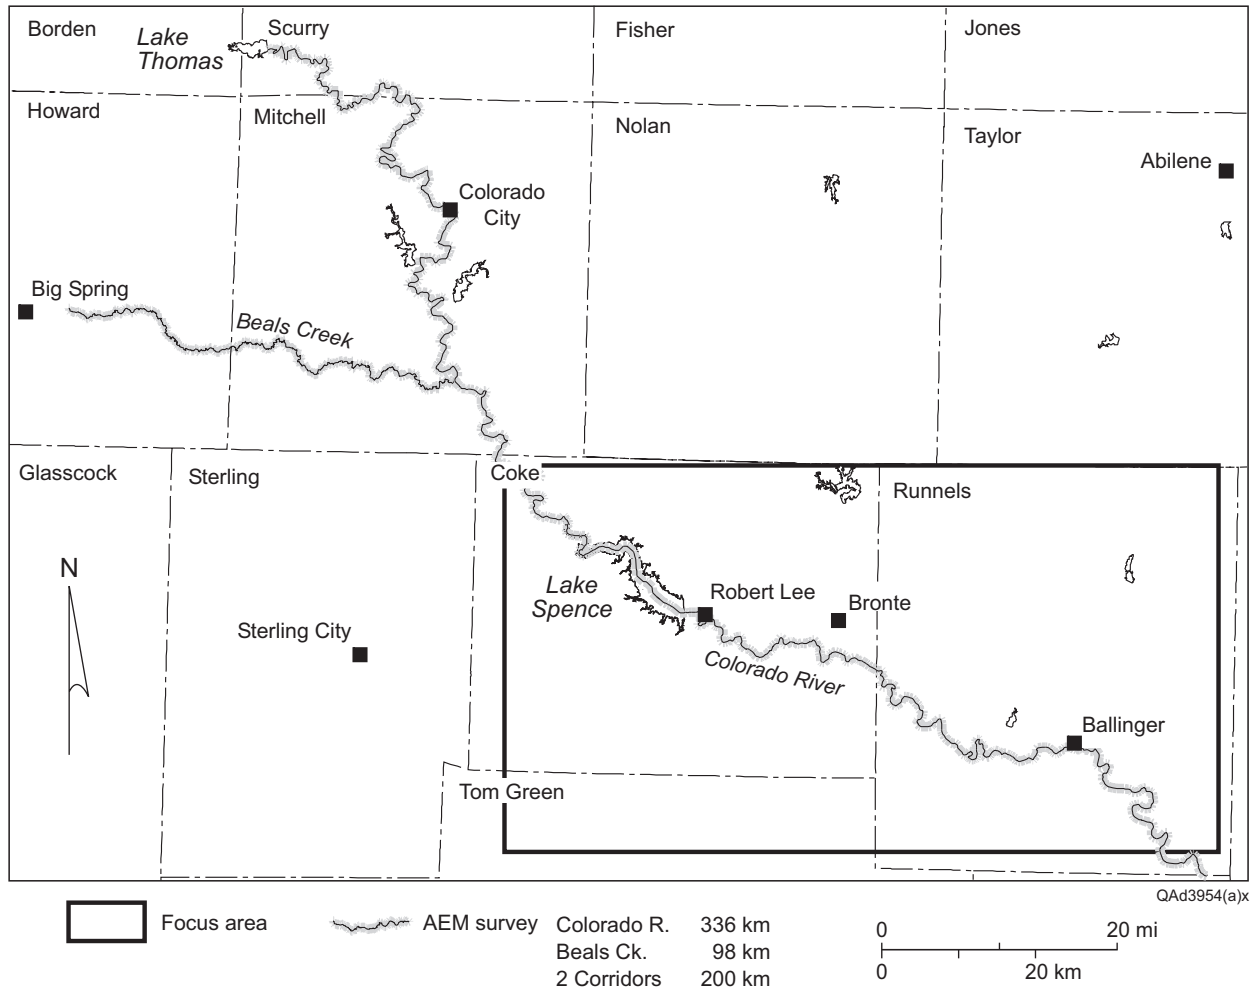 Borden
Lake
Thomas
Scurry
Fisher
Jones
Howard
Mitchell
Nolan
Taylor
Abilene
Colorado
City
Big Spring
Beals Creek
Glasscock
Sterling
Coke
Runnels
N
Lake
Spence
Robert Lee
Bronte
Sterling City
Colorado River
Ballinger
Tom Green
QAd3954(a)x
Focus area
AEM survey
Colorado R. 336 km
Beals Ck. 98 km
2 Corridors 200 km
0 20 mi
0 20 km